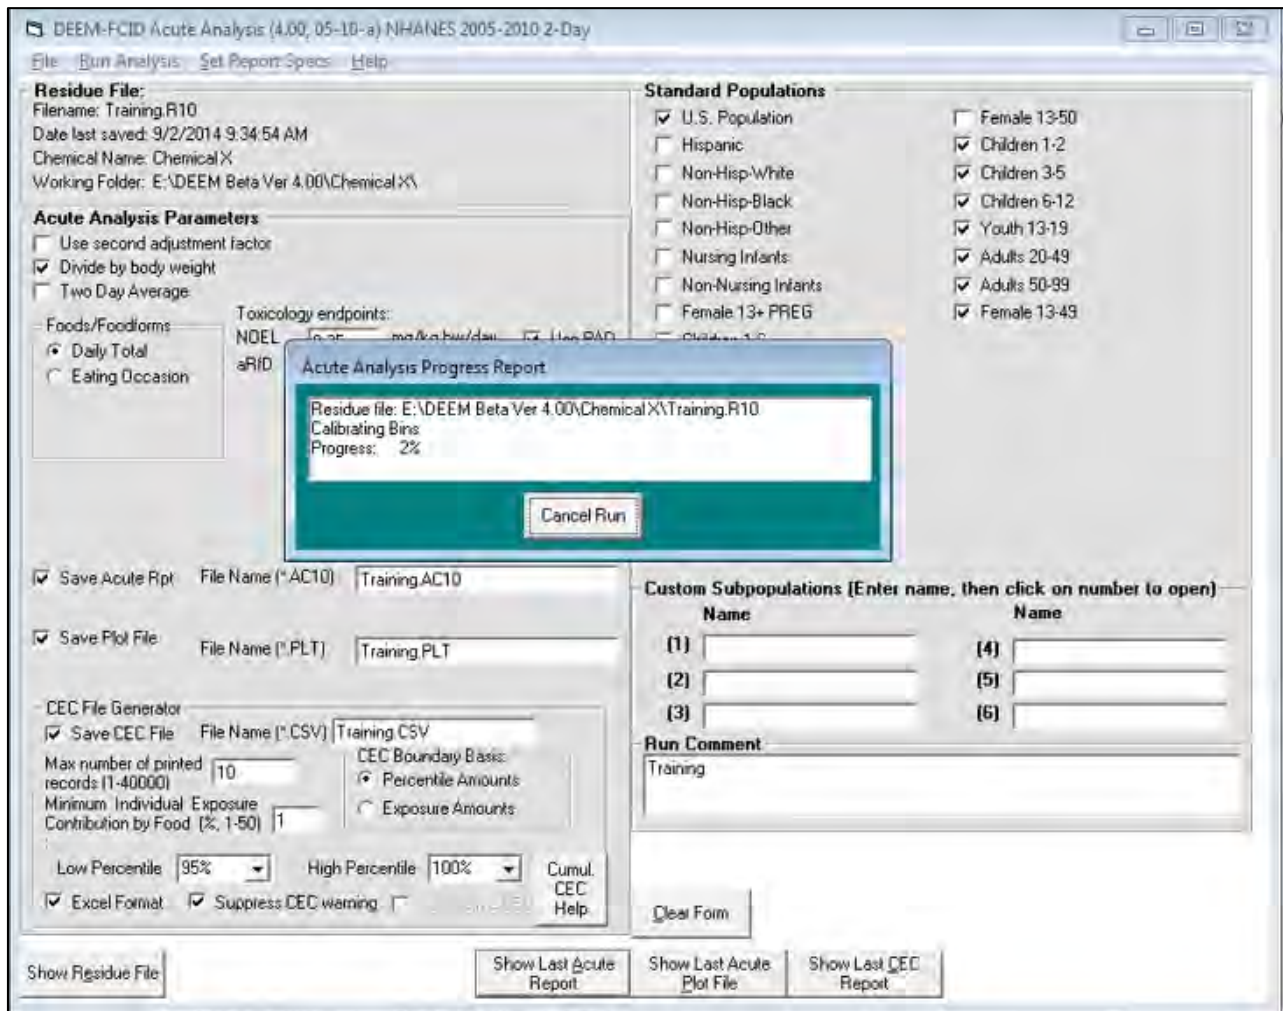 DEEM-FCID Acute Analysis (4.00, 05-10-a) NHANES 2005-2010 2-Day
File Run Analysis Set Report Specs Help
Residue File:
Filename: Training.R10
Date last saved: 9/2/2014 9:34:54 AM
Chemical Name: Chemical X
Working Folder: E:\DEEM Beta Ver 4.00\Chemical X\
Acute Analysis Parameters
Use second adjustment factor
Divide by body weight
Two Day Average
Foods/Foodforms
Daily Total
Eating Occasion
Toxicology endpoints:
NOEL mg/kg bw/day
aRfD
Standard Populations
U.S. Population
Hispanic
Non-Hisp-White
Non-Hisp-Black
Non-Hisp-Other
Nursing Infants
Non-Nursing Infants
Female 13+ PREG
Female 13-50
Children 1-2
Children 3-5
Children 6-12
Youth 13-19
Adults 20-49
Adults 50-99
Female 13-49
Acute Analysis Progress Report
Residue file: E:\DEEM Beta Ver 4.00\Chemical X\Training.R10
Calibrating Bins
Progress: 2%
Cancel Run
Save Acute Rpt File Name (*.AC10) Training.AC10
Save Plot File File Name (*.PLT) Training.PLT
CEC File Generator
Save CEC File File Name (*.CSV) Training.CSV
Max number of printed
records (1-40000) 10
Minimum Individual Exposure
Contribution by Food (%, 1-50) 1
CEC Boundary Basis:
Percentile Amounts
Exposure Amounts
Low Percentile 95% High Percentile 100%
Excel Format Suppress CEC warning
Cumul.
CEC
Help
Custom Subpopulations (Enter name, then click on number to open)
Name Name
(1) (4)
(2) (5)
(3) (6)
Run Comment
Training
Clear Form
Show Residue File
Show Last Acute
Report
Show Last Acute
Plot File
Show Last CEC
Report